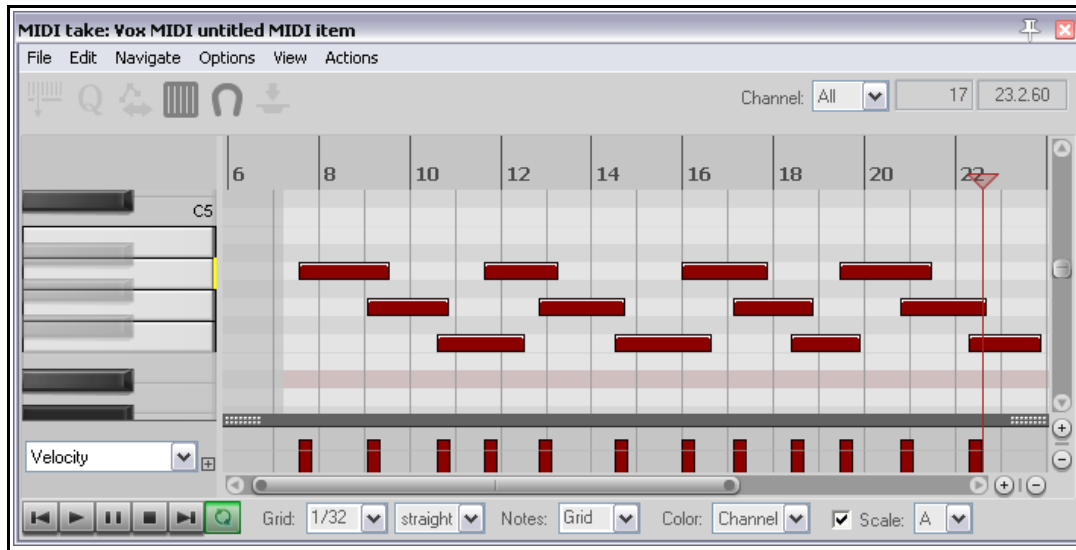 MIDI take: Vox MIDI untitled MIDI item
File Edit Navigate Options View Actions
Q Channel: All 17 23.2.60
6 8 10 12 14 16 18 20 22
C5
Velocity
Grid: 1/32 straight Notes: Grid Color: Channel Scale: A